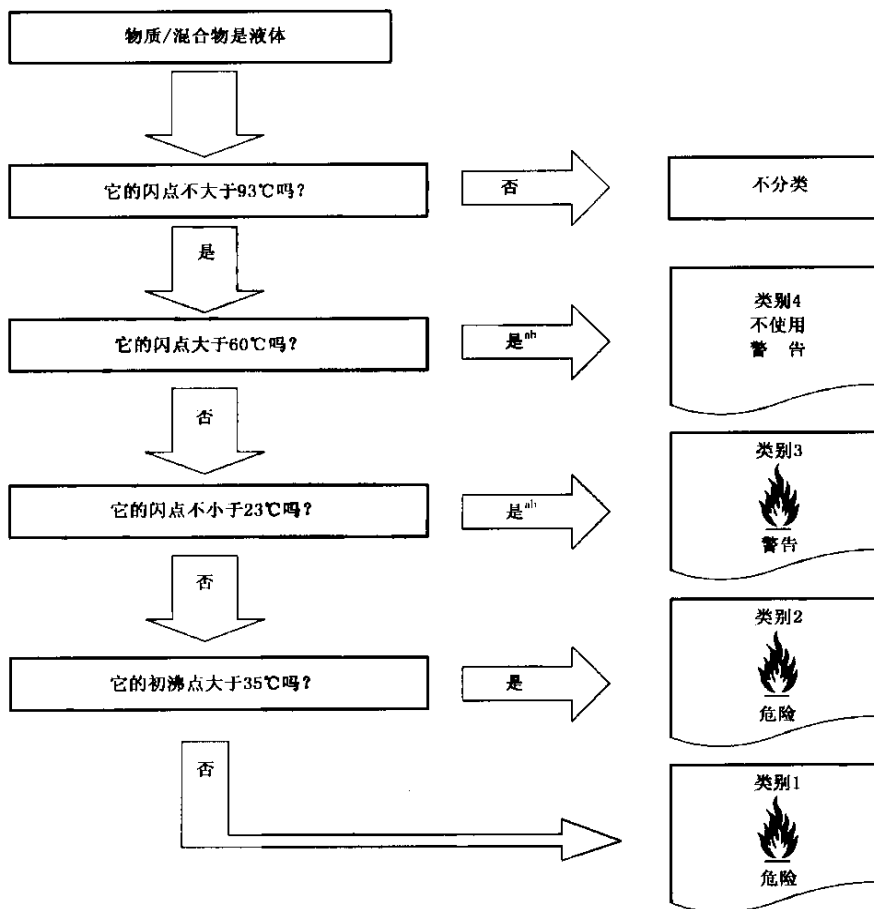 物质/混合物是液体
它的闪点不大于93℃吗?
否
不分类
是
它的闪点大于60℃吗?
是ab
类别4
不使用
警 告
否
它的闪点不小于23℃吗?
是ab
类别3
警告
否
它的初沸点大于35℃吗?
是
类别2
危险
否
类别1
危险